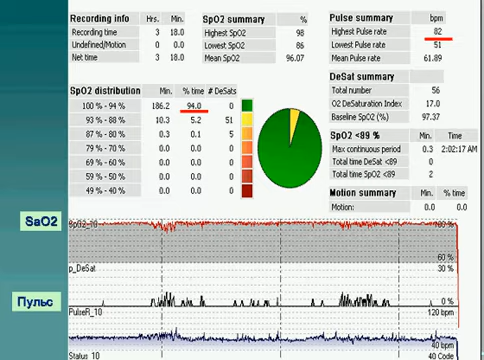 Recording info Hrs. Min.
Recording time 3 18.0
Undefined/Motion 0 0.0
Net time 3 18.0
SpO2 summary %
Highest SpO2 98
Lowest SpO2 86
Mean SpO2 96.07
Pulse summary bpm
Highest Pulse rate 82
Lowest Pulse rate 51
Mean Pulse rate 61.89
DeSat summary
Total number 56
O2 DeSaturation Index 17.0
Baseline SpO2 (%) 97.37
SpO2 distribution Min. % time # DeSats
100 % - 94% 186.2 94.0 0
93 % - 88 % 10.3 5.2 51
87 % - 80 % 0.3 0.1 5
79 % - 70 % 0.0 0.0 0
69 % - 60 % 0.0 0.0 0
59 % - 50% 0.0 0.0 0
49 % - 40% 0.0 0.0 0
SpO2 <89 % Min. Time
Max continuous period 0.3 2:02:17 AM
Total time DeSat <89 0
Total time SpO2 <89 2
Motion summary Min. % time
Motion: 0.0 0.0
SaO2
SpO2_10 100 %
60 %
p_DeSat 30 %
Пульс
0 %
PulseR_10 120 bpm
40 bpm
Status_10 40_Code